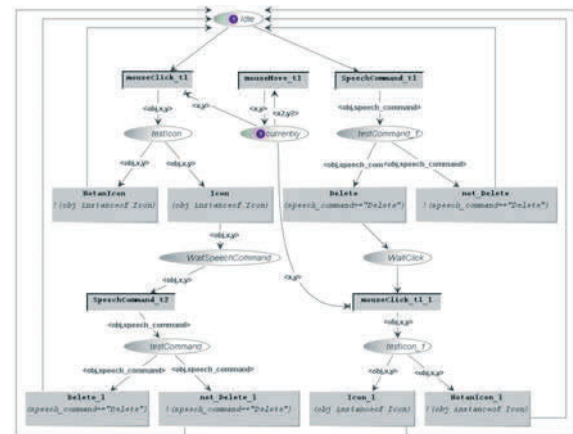 1 Idle
mouseClick_t1
mouseMove_t1
SpeechCommand_t1
<x,y>
<x,y>
<x2,y2>
<obj,x,y>
<obj,speech_command>
testIcon
1 currentxy
testCommand_1
<obj,x,y>
<obj,x,y>
<obj,speech_com
<obj,speech_command>
NotanIcon
! (obj instanceof Icon)
Icon
(obj instanceof Icon)
Delete
(speech_command=="Delete")
not_Delete
! (speech_command=="Delete")
<obj,x,y>
WaitSpeechCommand
WaitClick
<obj,x,y>
<x,y>
SpeechCommand_t2
mouseClick_t1_1
<obj,speech_command>
<obj,x,y>
testCommand
testIcon_1
<obj,speech_command>
<obj,speech_command>
<obj,x,y>
<obj,x,y>
Delete_1
(speech_command=="Delete")
not_Delete_1
! (speech_command=="Delete")
Icon_1
(obj instanceof Icon)
NotanIcon_1
! (obj instanceof Icon)